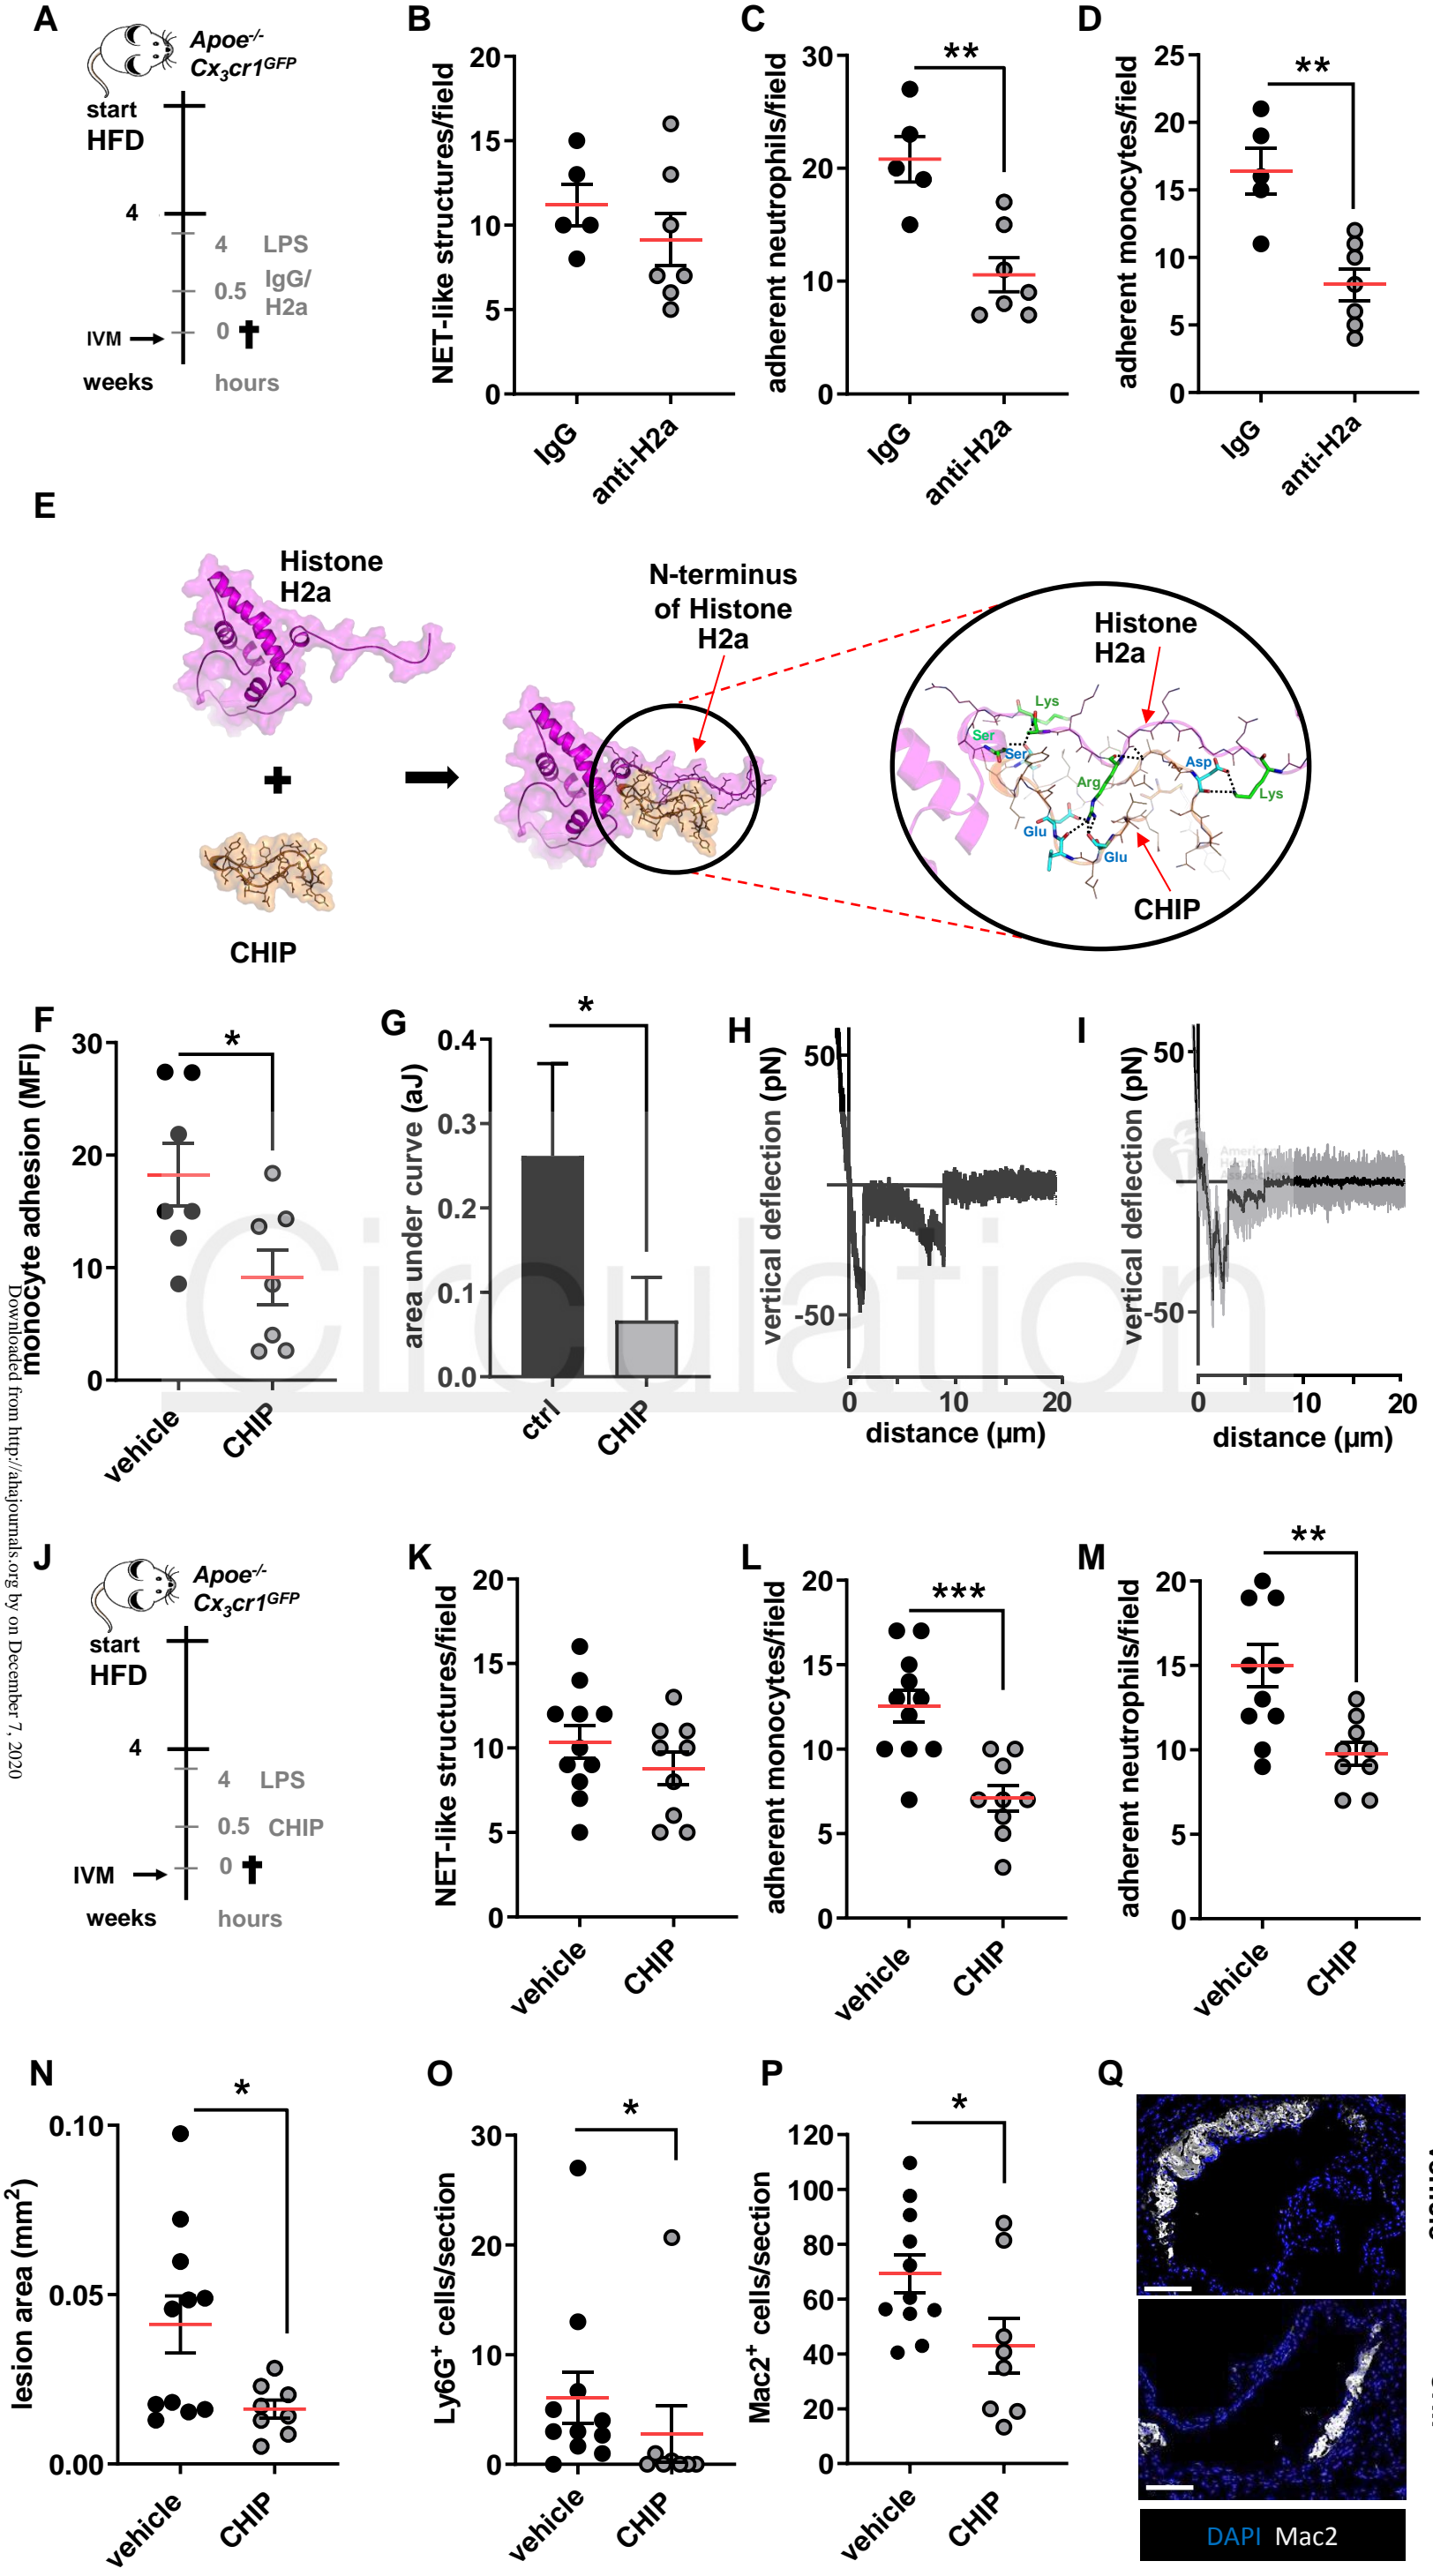 A
Apoe-/-
Cx3cr1GFP
start
HFD
4
4 LPS
0.5 IgG/
H2a
IVM
0
weeks hours
B
NET-like structures/field
20
15
10
5
0
IgG
anti-H2a
C
adherent neutrophils/field
30
20
10
0
**
IgG
anti-H2a
D
adherent monocytes/field
25
20
15
10
5
0
**
IgG
anti-H2a
E
Histone
H2a
+
CHIP
N-terminus
of Histone
H2a
Histone
H2a
Lys
Ser
Ser
Arg
Asp
Lys
Glu
Glu
CHIP
F
monocyte adhesion (MFI)
30
20
10
0
*
vehicle
CHIP
G
area under curve (aJ)
0.4
0.3
0.2
0.1
0.0
*
ctrl
CHIP
H
vertical deflection (pN)
50
-50
0 10 20
distance (µm)
I
vertical deflection (pN)
50
-50
0 10 20
distance (µm)
Circulation
Downloaded from http://ahajournals.org by on December 7, 2020
J
Apoe-/-
Cx3cr1GFP
start
HFD
4
4 LPS
0.5 CHIP
IVM
0
weeks hours
K
NET-like structures/field
20
15
10
5
0
vehicle
CHIP
L
adherent monocytes/field
20
15
10
5
0
***
vehicle
CHIP
M
adherent neutrophils/field
20
15
10
5
0
**
vehicle
CHIP
N
lesion area (mm2)
0.10
0.05
0.00
*
vehicle
CHIP
O
Ly6G+ cells/section
30
20
10
0
*
vehicle
CHIP
P
Mac2+ cells/section
120
100
80
60
40
20
0
*
vehicle
CHIP
Q
DAPI Mac2